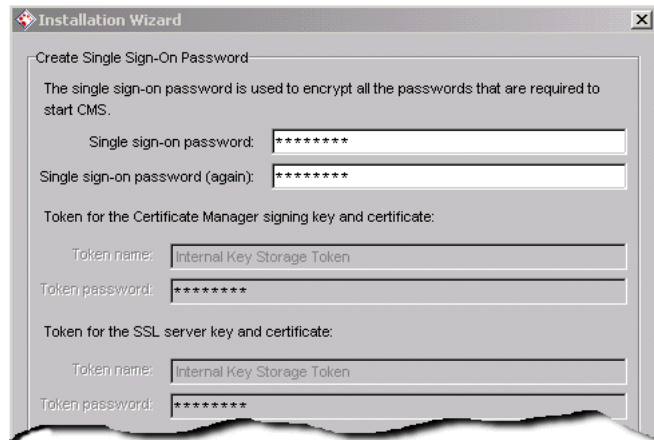 Installation Wizard
Create Single Sign-On Password
The single sign-on password is used to encrypt all the passwords that are required to
start CMS.
Single sign-on password: ********
Single sign-on password (again): ********
Token for the Certificate Manager signing key and certificate:
Token name: Internal Key Storage Token
Token password: ********
Token for the SSL server key and certificate:
Token name: Internal Key Storage Token
Token password: ********